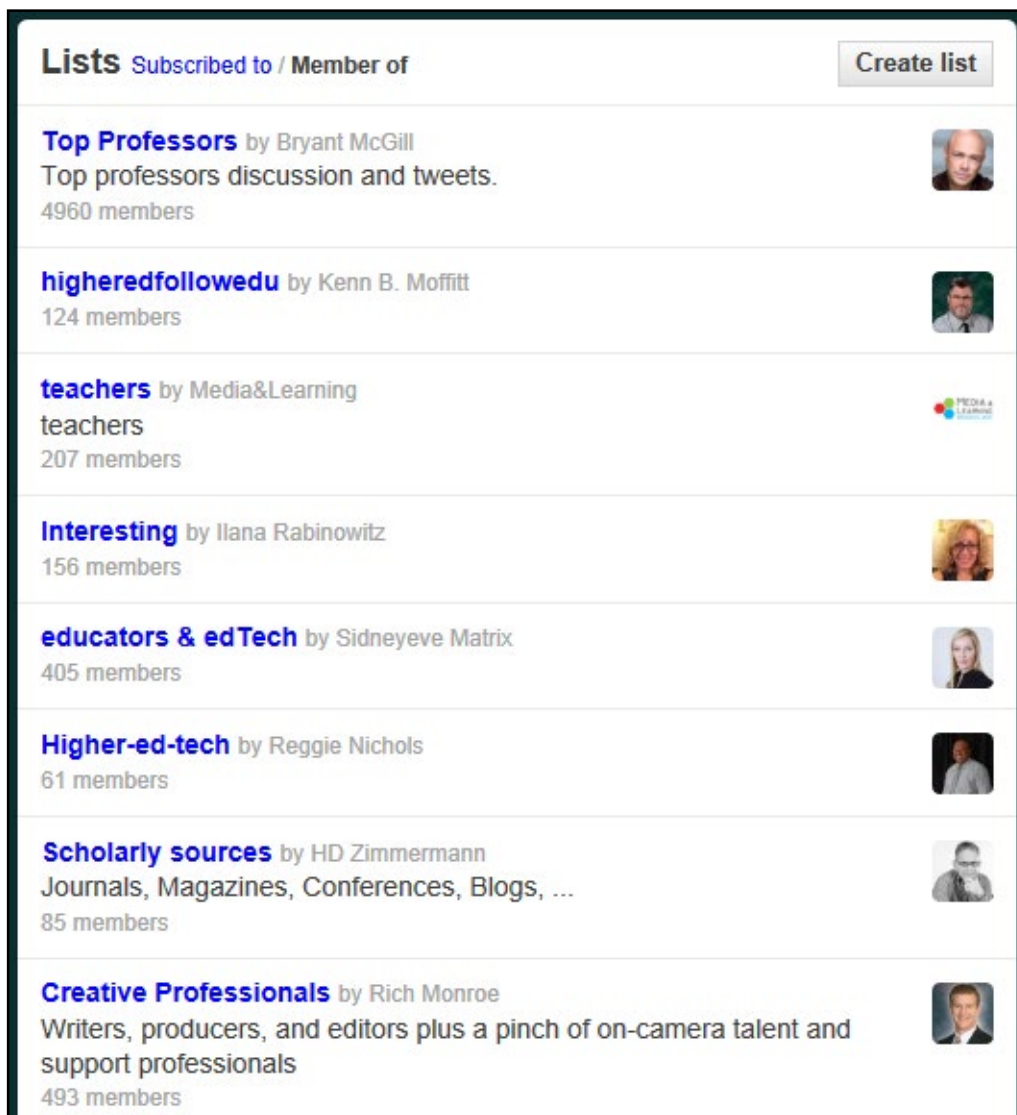 Lists Subscribed to / Member of Create list
Top Professors by Bryant McGill
Top professors discussion and tweets.
4960 members
higheredfollowedu by Kenn B. Moffitt
124 members
teachers by Media&Learning
MEDIA &
LEARNING
teachers
207 members
Interesting by Ilana Rabinowitz
156 members
educators & edTech by Sidneyeve Matrix
405 members
Higher-ed-tech by Reggie Nichols
61 members
Scholarly sources by HD Zimmermann
Journals, Magazines, Conferences, Blogs, ...
85 members
Creative Professionals by Rich Monroe
Writers, producers, and editors plus a pinch of on-camera talent and
support professionals
493 members